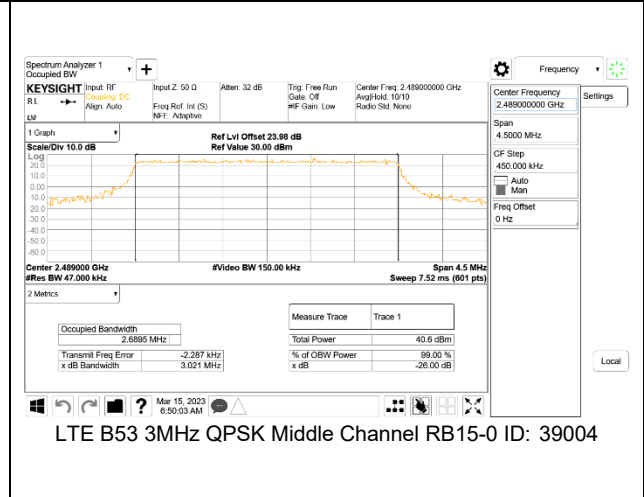 Spectrum Analyzer 1
Occupied BW
Frequency
KEYSIGHT
R L
Input: RF
Coupling: DC
Align: Auto
Input Z: 50 Ω
Freq Ref: Int (S)
NFE: Adaptive
Atten: 32 dB
Trig: Free Run
Gate: Off
#IF Gain: Low
Center Freq: 2.489000000 GHz
Avg|Hold: 10/10
Radio Std: None
Center Frequency
2.489000000 GHz
Settings
Span
4.5000 MHz
CF Step
450.000 kHz
Auto
Man
Freq Offset
0 Hz
1 Graph
Scale/Div 10.0 dB
Ref Lvl Offset 23.98 dB
Ref Value 30.00 dBm
Log
20.0
10.0
0.00
-10.0
-20.0
-30.0
-40.0
-50.0
-60.0
Center 2.489000 GHz
#Video BW 150.00 kHz
Span 4.5 MHz
#Res BW 47.000 kHz
Sweep 7.52 ms (601 pts)
2 Metrics
Measure Trace
Trace 1
Occupied Bandwidth
2.6895 MHz
Total Power
40.6 dBm
Transmit Freq Error
-2.287 kHz
% of OBW Power
99.00 %
x dB Bandwidth
3.021 MHz
x dB
-26.00 dB
Local
Mar 15, 2023
6:50:03 AM
LTE B53 3MHz QPSK Middle Channel RB15-0 ID: 39004